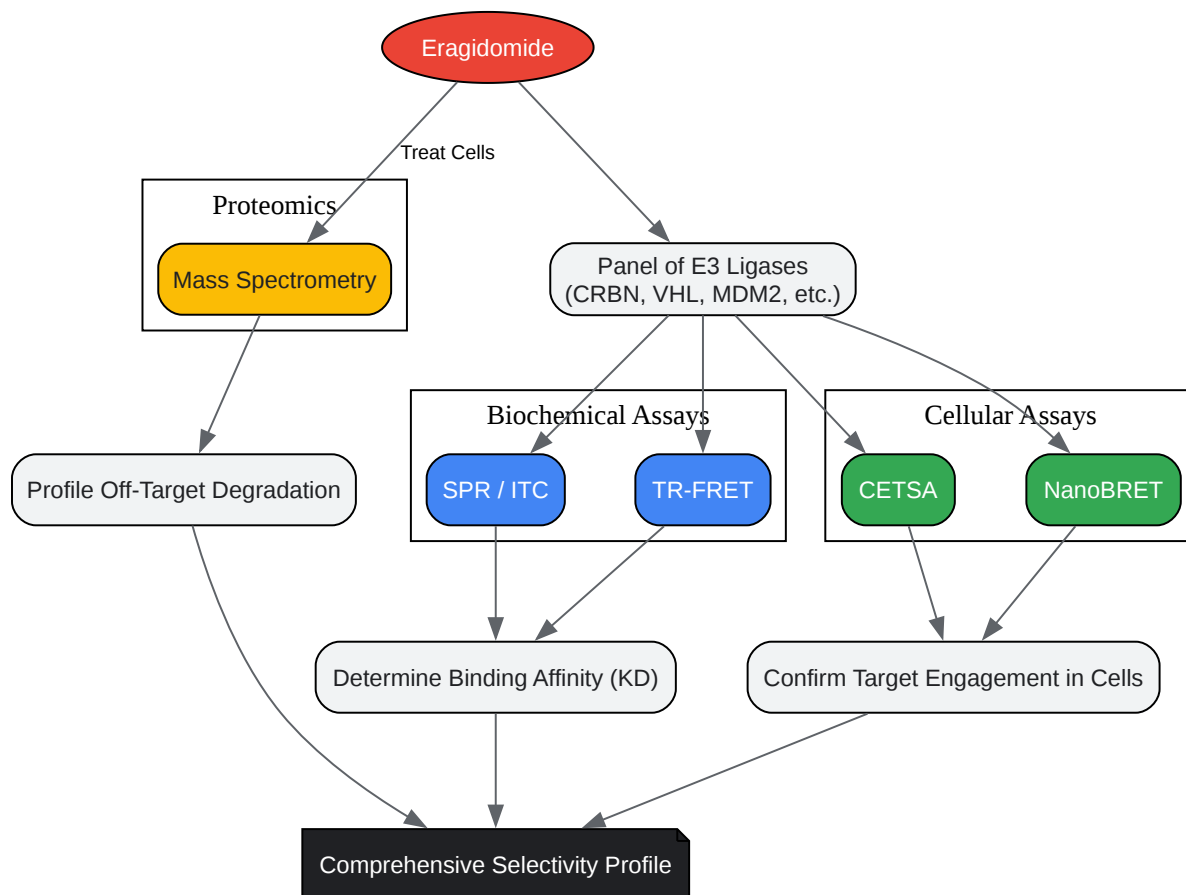 Eragidomide
Treat Cells
Proteomics
Mass Spectrometry
Panel of E3 Ligases
(CRBN, VHL, MDM2, etc.)
Biochemical Assays
Cellular Assays
Profile Off-Target Degradation
SPR / ITC
TR-FRET
CETSA
NanoBRET
Determine Binding Affinity (KD)
Confirm Target Engagement in Cells
Comprehensive Selectivity Profile